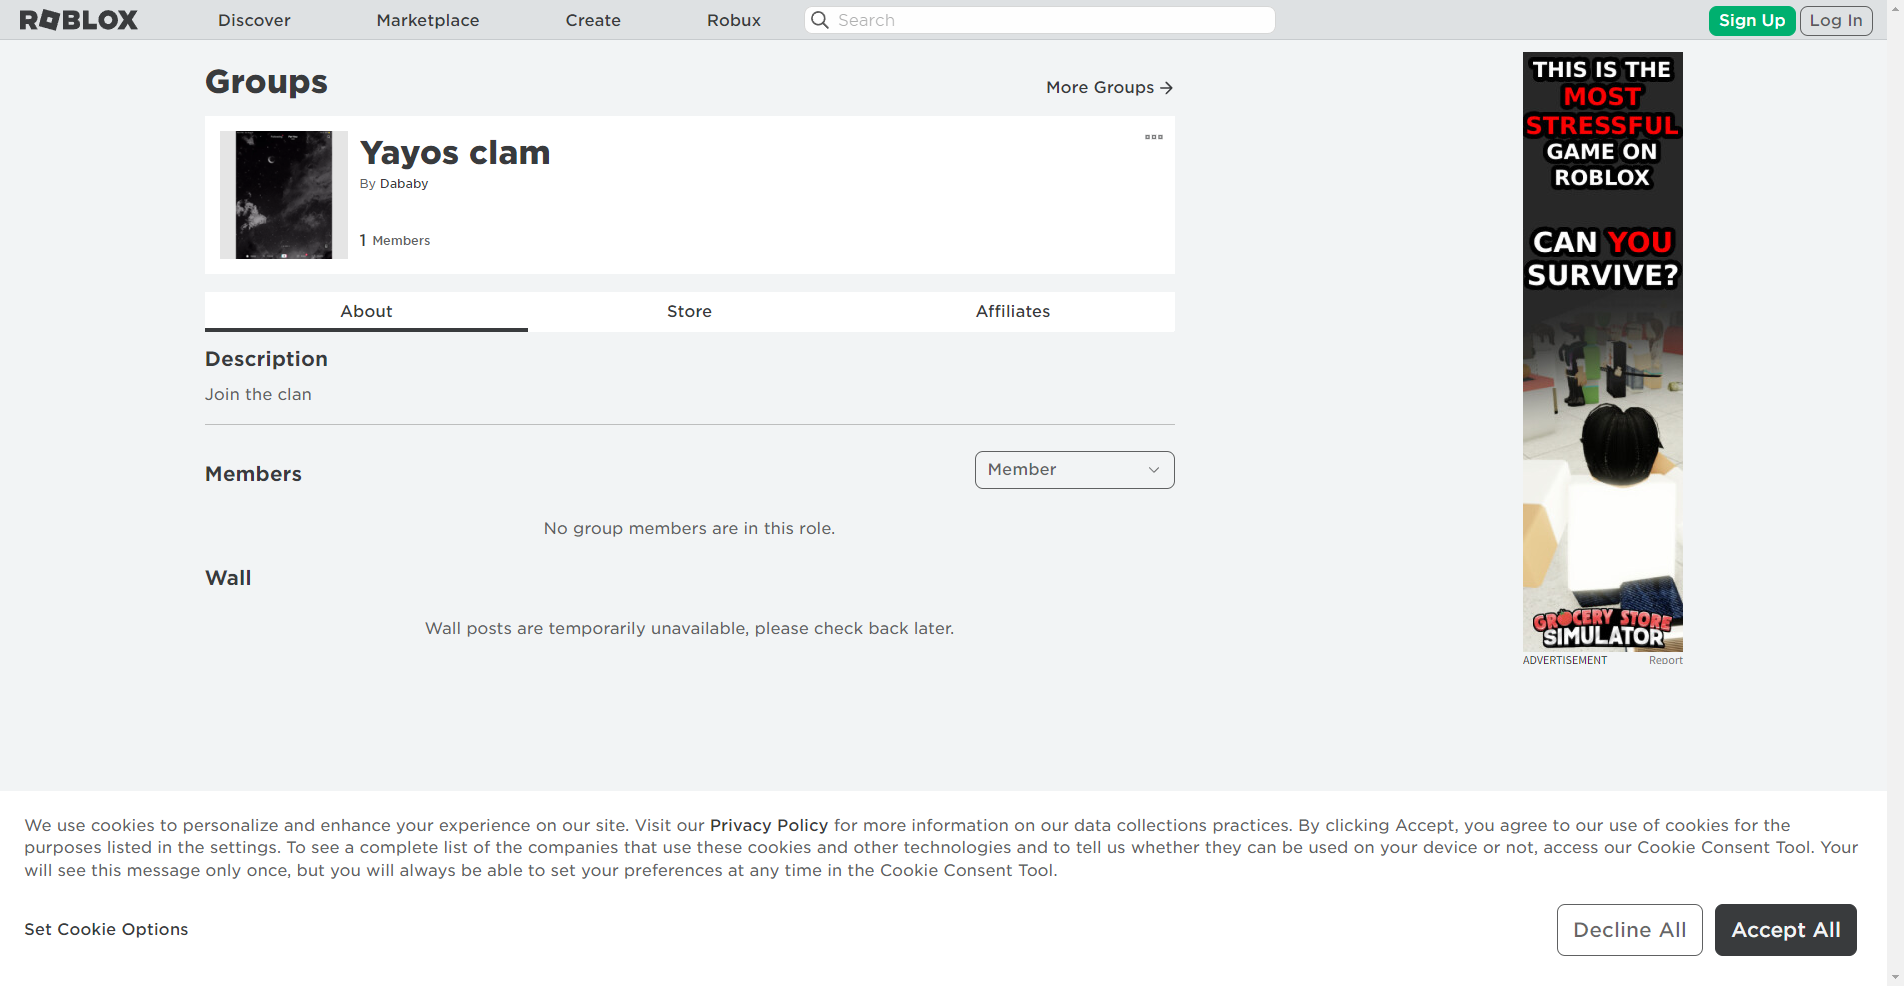 ROBLOX
Discover
Marketplace
Create
Robux
Search
Sign Up
Log In
Groups
More Groups
Yayos clam
By Dababy
1 Members
About
Store
Affiliates
Description
Join the clan
Members
Member
No group members are in this role.
Wall
Wall posts are temporarily unavailable, please check back later.
THIS IS THE
MOST
STRESSFUL
GAME ON
ROBLOX
CAN YOU
SURVIVE?
GROCERY STORE
SIMULATOR
ADVERTISEMENT
Report
We use cookies to personalize and enhance your experience on our site. Visit our Privacy Policy for more information on our data collections practices. By clicking Accept, you agree to our use of cookies for the
purposes listed in the settings. To see a complete list of the companies that use these cookies and other technologies and to tell us whether they can be used on your device or not, access our Cookie Consent Tool. Your
will see this message only once, but you will always be able to set your preferences at any time in the Cookie Consent Tool.
Set Cookie Options
Decline All
Accept All